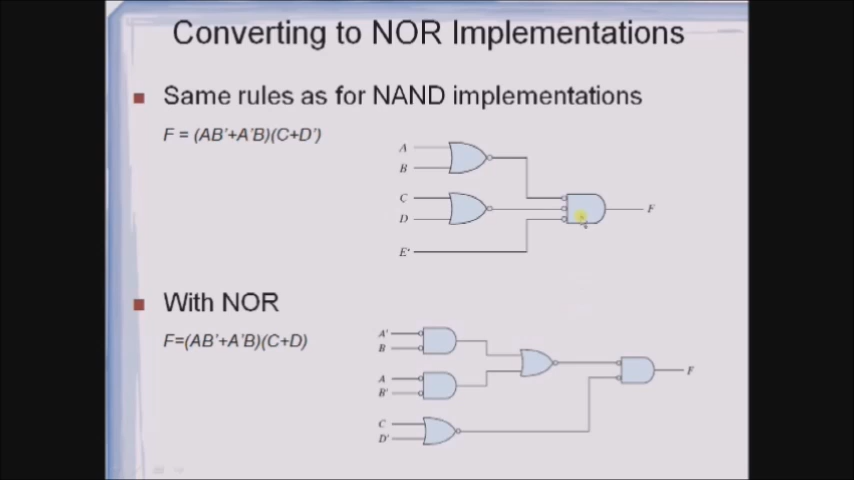 Converting to NOR Implementations
Same rules as for NAND implementations
F = (AB'+A'B)(C+D')
A
B
C
D
E'
F
With NOR
F=(AB'+A'B)(C+D)
A'
B
A
B'
C
D'
F